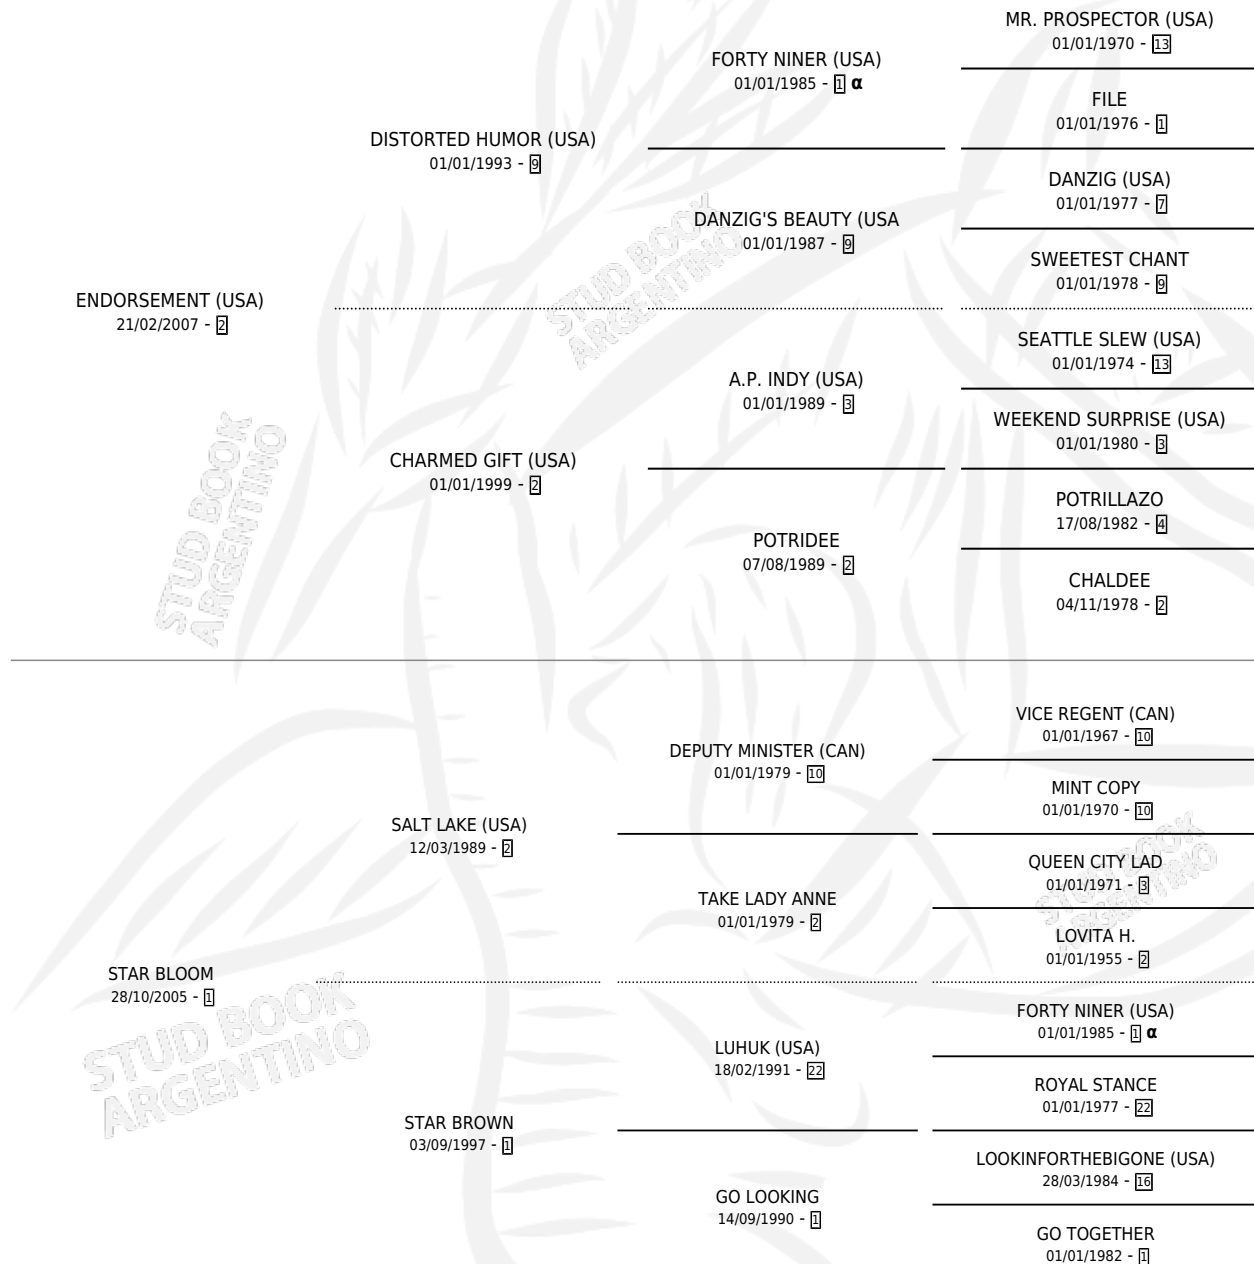 MR. PROSPECTOR (USA)
01/01/1970 - 13
FORTY NINER (USA)
01/01/1985 - 1 α
FILE
01/01/1976 - 1
DISTORTED HUMOR (USA)
01/01/1993 - 9
DANZIG (USA)
01/01/1977 - 7
DANZIG'S BEAUTY (USA
01/01/1987 - 9
SWEETEST CHANT
01/01/1978 - 9
ENDORSEMENT (USA)
21/02/2007 - 2
SEATTLE SLEW (USA)
01/01/1974 - 13
A.P. INDY (USA)
01/01/1989 - 3
WEEKEND SURPRISE (USA)
01/01/1980 - 3
CHARMED GIFT (USA)
01/01/1999 - 2
POTRILLAZO
17/08/1982 - 4
POTRIDEE
07/08/1989 - 2
CHALDEE
04/11/1978 - 2
VICE REGENT (CAN)
01/01/1967 - 10
DEPUTY MINISTER (CAN)
01/01/1979 - 10
MINT COPY
01/01/1970 - 10
SALT LAKE (USA)
12/03/1989 - 2
QUEEN CITY LAD
01/01/1971 - 3
TAKE LADY ANNE
01/01/1979 - 2
LOVITA H.
01/01/1955 - 2
STAR BLOOM
28/10/2005 - 1
FORTY NINER (USA)
01/01/1985 - 1 α
LUHUK (USA)
18/02/1991 - 22
ROYAL STANCE
01/01/1977 - 22
STAR BROWN
03/09/1997 - 1
LOOKINFORTHEBIGONE (USA)
28/03/1984 - 16
GO LOOKING
14/09/1990 - 1
GO TOGETHER
01/01/1982 - 1
STUD BOOK
ARGENTINO
STUD BOOK
ARGENTINO
STUD BOOK
ARGENTINO
STUD BOOK
ARGENTINO